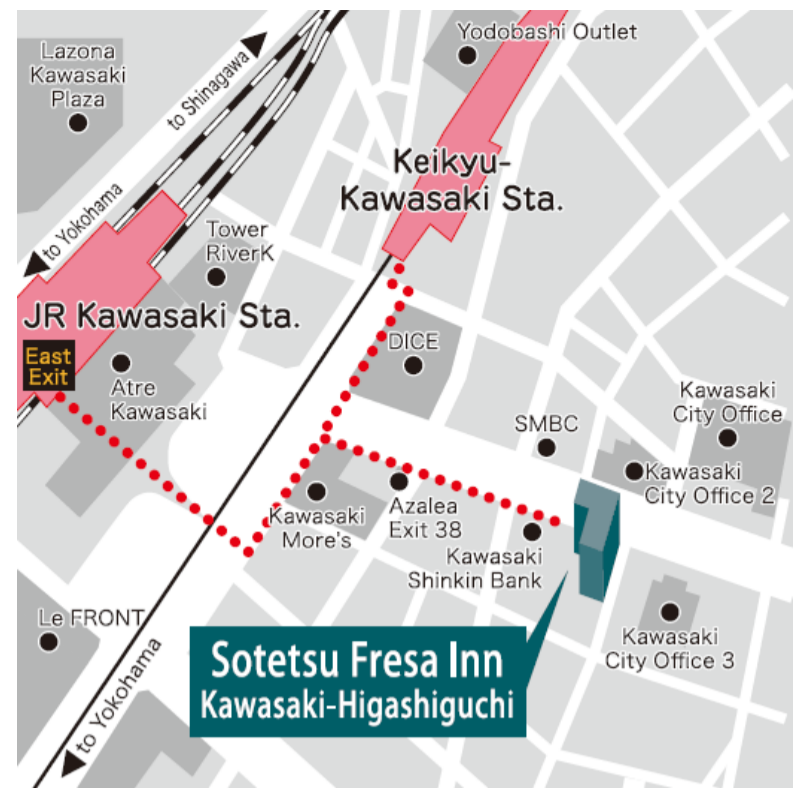 Yodobashi Outlet
Lazona
Kawasaki
Plaza
to Shinagawa
Keikyu-
Kawasaki Sta.
to Yokohama
Tower
RiverK
JR Kawasaki Sta.
East
Exit
DICE
Atre
Kawasaki
Kawasaki
City Office
SMBC
Kawasaki
City Office 2
Azalea
Exit 38
Kawasaki
More's
Kawasaki
Shinkin Bank
Le FRONT
Kawasaki
City Office 3
Sotetsu Fresa Inn
Kawasaki-Higashiguchi
to Yokohama